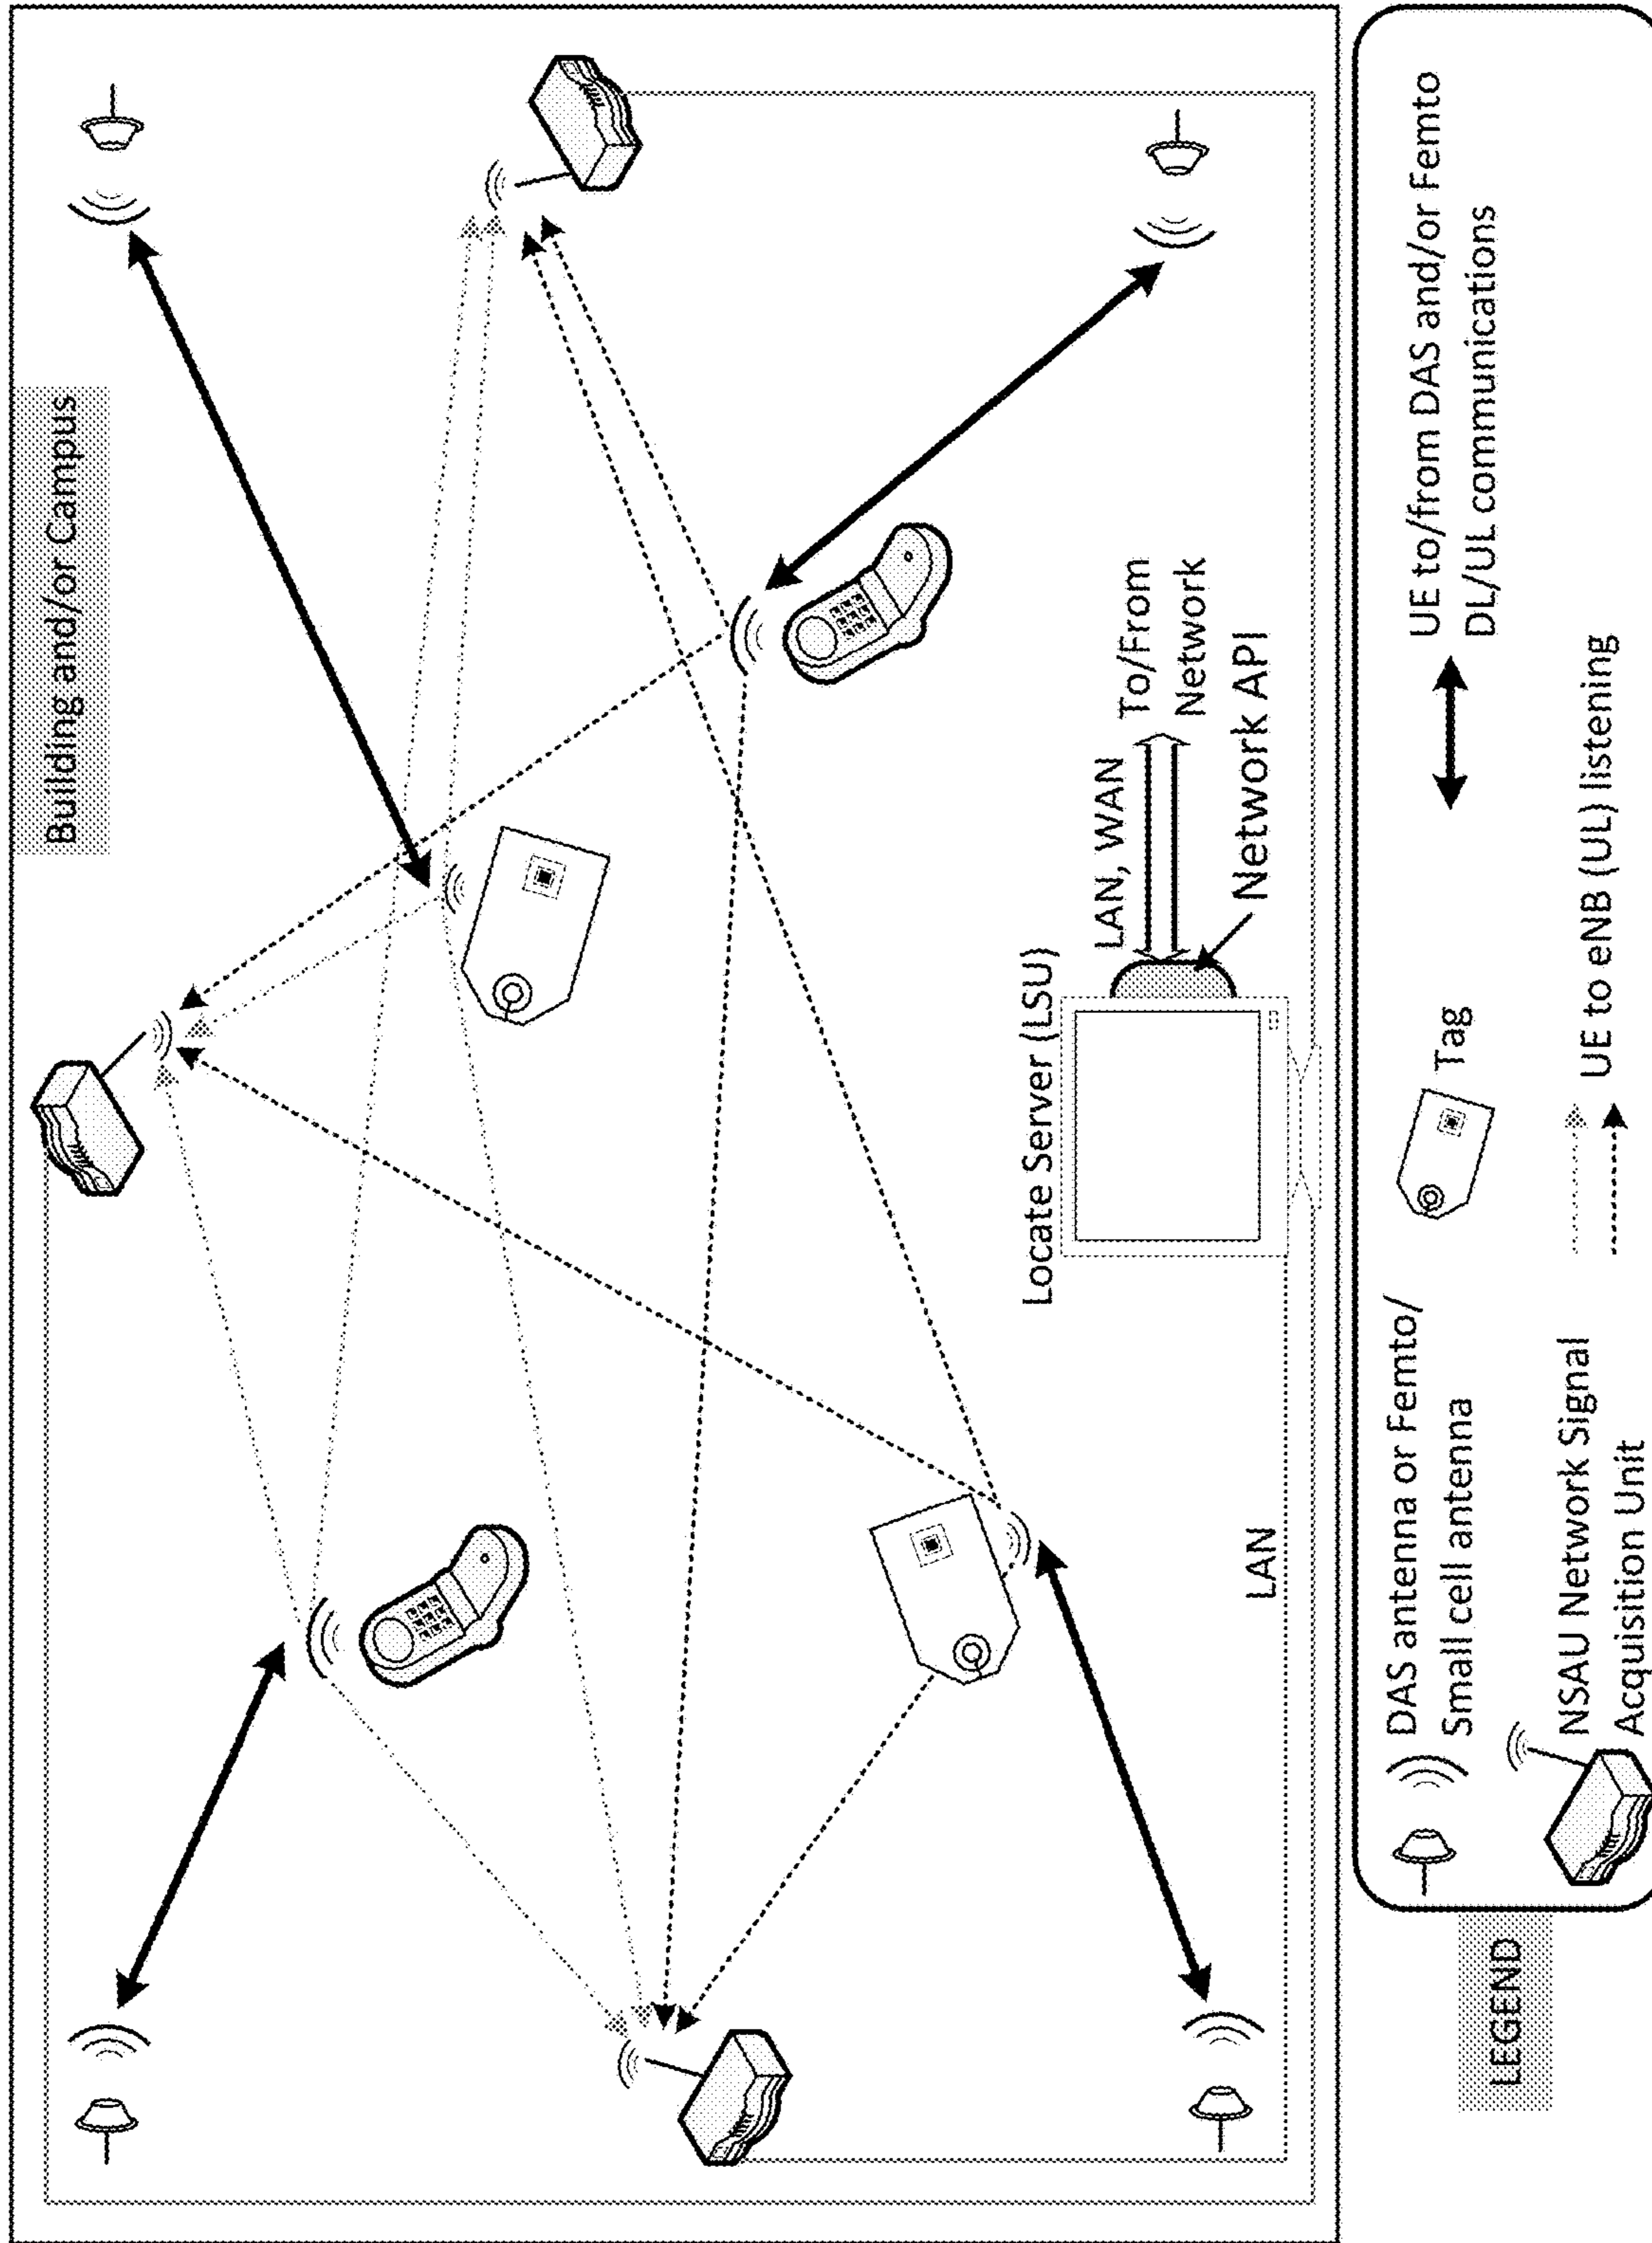 Building and/or Campus
Locate Server (LSU)
LAN, WAN
To/From
Network
Network API
LAN
LEGEND
DAS antenna or Femto/
Small cell antenna
Tag
UE to/from DAS and/or Femto
DL/UL communications
NSAU Network Signal
Acquisition Unit
UE to eNB (UL) listening